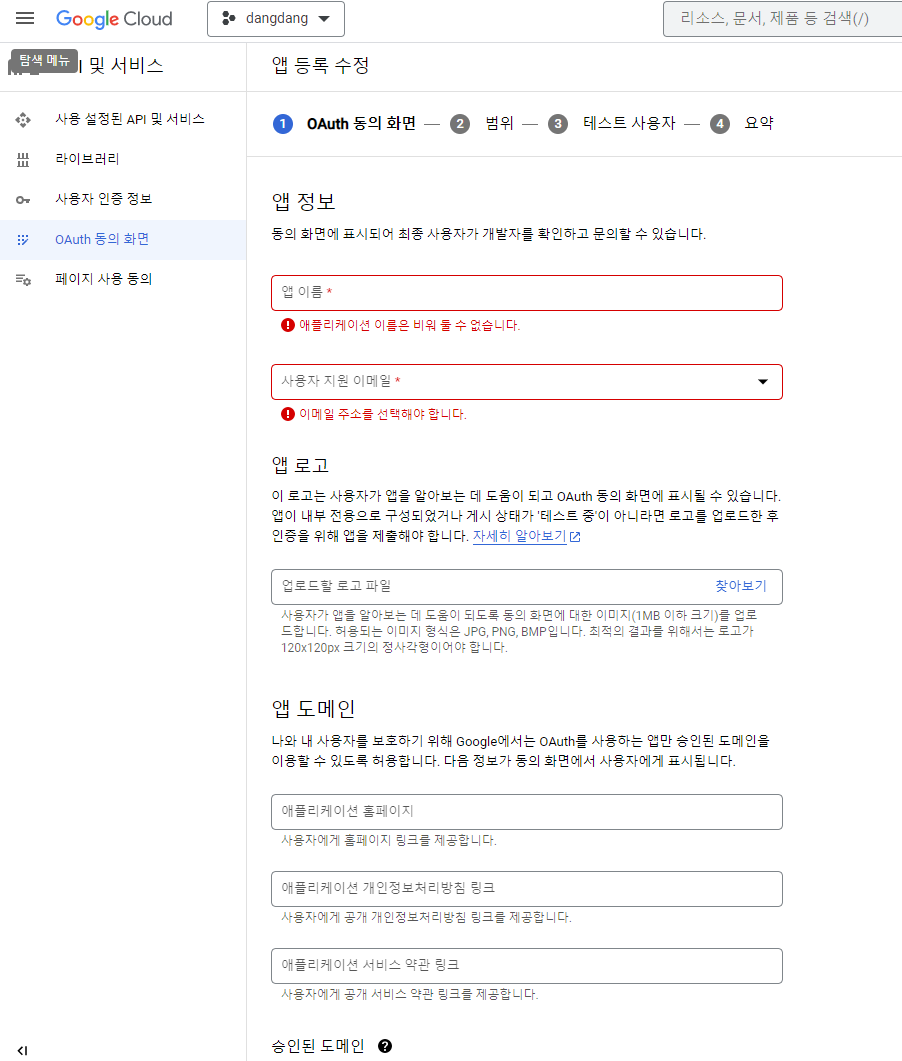 Google Cloud
dangdang
리소스, 문서, 제품 등 검색(/)
탐색 메뉴
및 서비스
앱 등록 수정
사용 설정된 API 및 서비스
라이브러리
사용자 인증 정보
OAuth 동의 화면
페이지 사용 동의
1 OAuth 동의 화면 — 2 범위 — 3 테스트 사용자 — 4 요약
앱 정보
동의 화면에 표시되어 최종 사용자가 개발자를 확인하고 문의할 수 있습니다.
앱 이름 *
애플리케이션 이름은 비워 둘 수 없습니다.
사용자 지원 이메일 *
이메일 주소를 선택해야 합니다.
앱 로고
이 로고는 사용자가 앱을 알아보는 데 도움이 되고 OAuth 동의 화면에 표시될 수 있습니다.
앱이 내부 전용으로 구성되었거나 게시 상태가 '테스트 중'이 아니라면 로고를 업로드한 후
인증을 위해 앱을 제출해야 합니다. 자세히 알아보기
업로드할 로고 파일 찾아보기
사용자가 앱을 알아보는 데 도움이 되도록 동의 화면에 대한 이미지(1MB 이하 크기)를 업로
드합니다. 허용되는 이미지 형식은 JPG, PNG, BMP입니다. 최적의 결과를 위해서는 로고가
120x120px 크기의 정사각형이어야 합니다.
앱 도메인
나와 내 사용자를 보호하기 위해 Google에서는 OAuth를 사용하는 앱만 승인된 도메인을
이용할 수 있도록 허용합니다. 다음 정보가 동의 화면에서 사용자에게 표시됩니다.
애플리케이션 홈페이지
사용자에게 홈페이지 링크를 제공합니다.
애플리케이션 개인정보처리방침 링크
사용자에게 공개 개인정보처리방침 링크를 제공합니다.
애플리케이션 서비스 약관 링크
사용자에게 공개 서비스 약관 링크를 제공합니다.
승인된 도메인